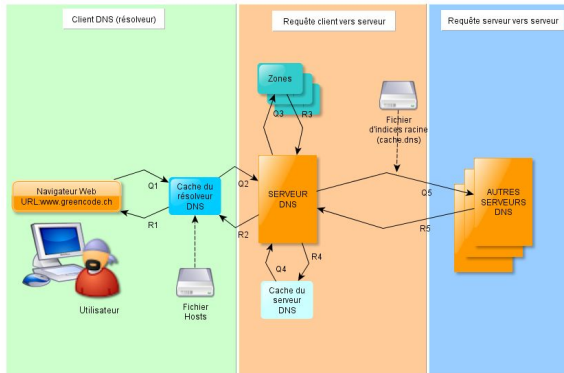 Client DNS (résolveur)
Requête client vers serveur
Requête serveur vers serveur
Zones
Q3
R3
Fichier
d'indices racine
(cache.dns)
Navigateur Web
URL:www.greencode.ch
Q1
R1
Cache du
résolveur
DNS
Q2
R2
SERVEUR
DNS
Q5
R5
AUTRES
SERVEURS
DNS
Q4
R4
Cache du
serveur
DNS
Utilisateur
Fichier
Hosts